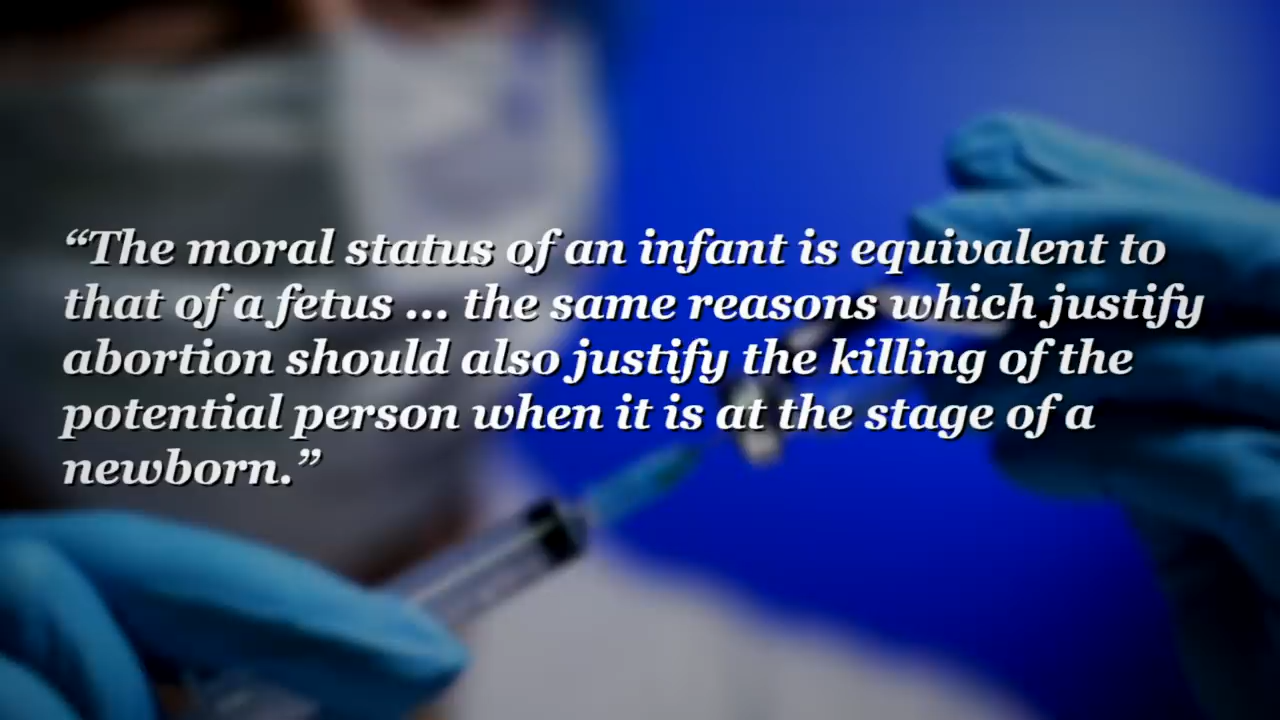 “The moral status of an infant is equivalent to
that of a fetus ... the same reasons which justify
abortion should also justify the killing of the
potential person when it is at the stage of a
newborn.”